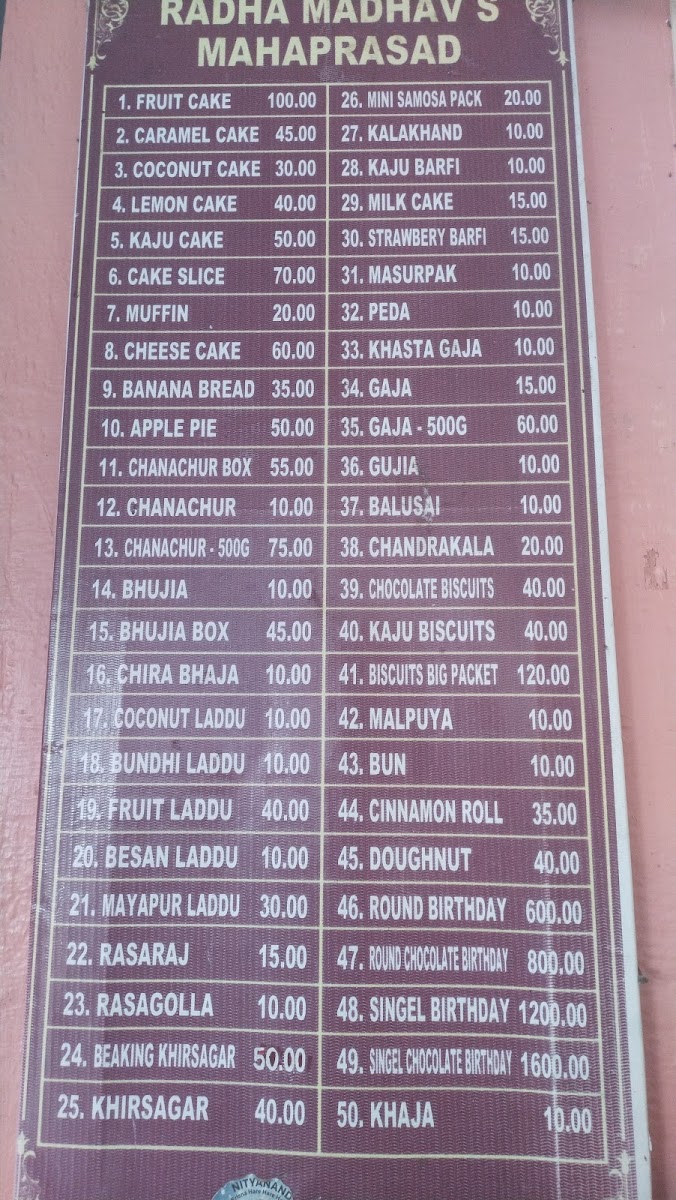 RADHA MADHAV'S
MAHAPRASAD
1. FRUIT CAKE 100.00
2. CARAMEL CAKE 45.00
3. COCONUT CAKE 30.00
4. LEMON CAKE 40.00
5. KAJU CAKE 50.00
6. CAKE SLICE 70.00
7. MUFFIN 20.00
8. CHEESE CAKE 60.00
9. BANANA BREAD 35.00
10. APPLE PIE 50.00
11. CHANACHUR BOX 55.00
12. CHANACHUR 10.00
13. CHANACHUR - 500G 75.00
14. BHUJIA 10.00
15. BHUJIA BOX 45.00
16. CHIRA BHAJA 10.00
17. COCONUT LADDU 10.00
18. BUNDHI LADDU 10.00
19. FRUIT LADDU 40.00
20. BESAN LADDU 10.00
21. MAYAPUR LADDU 30.00
22. RASARAJ 15.00
23. RASAGOLLA 10.00
24. BEAKING KHIRSAGAR 50.00
25. KHIRSAGAR 40.00
26. MINI SAMOSA PACK 20.00
27. KALAKHAND 10.00
28. KAJU BARFI 10.00
29. MILK CAKE 15.00
30. STRAWBERY BARFI 15.00
31. MASURPAK 10.00
32. PEDA 10.00
33. KHASTA GAJA 10.00
34. GAJA 15.00
35. GAJA - 500G 60.00
36. GUJIA 10.00
37. BALUSAI 10.00
38. CHANDRAKALA 20.00
39. CHOCOLATE BISCUITS 40.00
40. KAJU BISCUITS 40.00
41. BISCUITS BIG PACKET 120.00
42. MALPUYA 10.00
43. BUN 10.00
44. CINNAMON ROLL 35.00
45. DOUGHNUT 40.00
46. ROUND BIRTHDAY 600.00
47. ROUND CHOCOLATE BIRTHDAY 800.00
48. SINGEL BIRTHDAY 1200.00
49. SINGEL CHOCOLATE BIRTHDAY 1600.00
50. KHAJA 10.00
NITYANAND